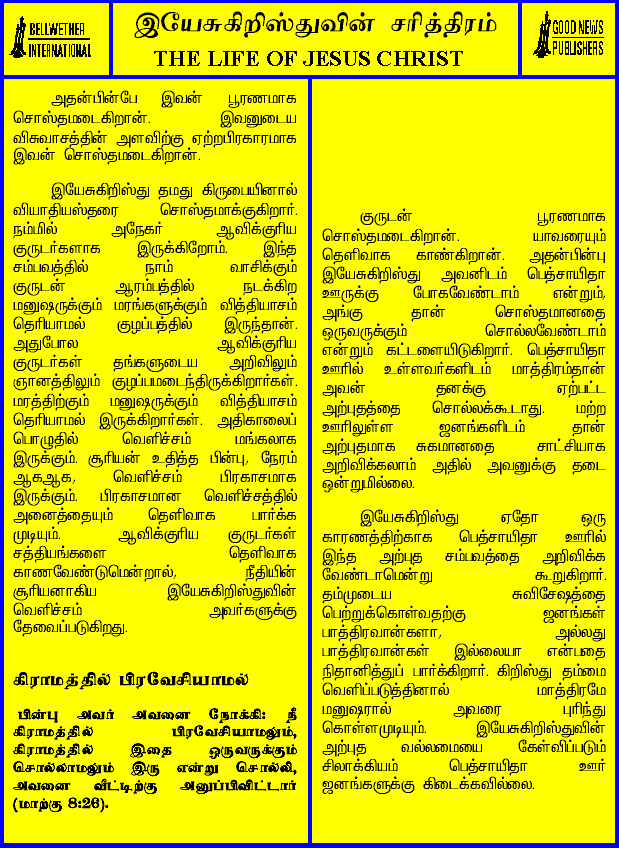 BELLWETHER
INTERNATIONAL
இயேசுகிறிஸ்துவின் சரித்திரம்
THE LIFE OF JESUS CHRIST
GOOD NEWS
PUBLISHERS
அதன்பின்பே இவன் பூரணமாக
சொஸ்தமடைகிறான். இவனுடைய
விசுவாசத்தின் அளவிற்கு ஏற்றபிரகாரமாக
இவன் சொஸ்தமடைகிறான்.
இயேசுகிறிஸ்து தமது கிருபையினால்
வியாதியஸ்தரை சொஸ்தமாக்குகிறார்.
நம்மில் அநேகர் ஆவிக்குரிய
குருடர்களாக இருக்கிறோம். இந்த
சம்பவத்தில் நாம் வாசிக்கும்
குருடன் ஆரம்பத்தில் நடக்கிற
மனுஷருக்கும் மரங்களுக்கும் வித்தியாசம்
தெரியாமல் குழப்பத்தில் இருந்தான்.
அதுபோல ஆவிக்குரிய
குருடர்கள் தங்களுடைய அறிவிலும்
ஞானத்திலும் குழப்பமடைந்திருக்கிறார்கள்.
மரத்திற்கும் மனுஷருக்கும் வித்தியாசம்
தெரியாமல் இருக்கிறார்கள். அதிகாலைப்
பொழுதில் வெளிச்சம் மங்கலாக
இருக்கும். சூரியன் உதித்த பின்பு, நேரம்
ஆகஆக, வெளிச்சம் பிரகாசமாக
இருக்கும். பிரகாசமான வெளிச்சத்தில்
அனைத்தையும் தெளிவாக பார்க்க
முடியும். ஆவிக்குரிய குருடர்கள்
சத்தியங்களை தெளிவாக
காணவேண்டுமென்றால், நீதியின்
சூரியனாகிய இயேசுகிறிஸ்துவின்
வெளிச்சம் அவர்களுக்கு
தேவைப்படுகிறது.
கிராமத்தில் பிரவேசியாமல்
பின்பு அவர் அவனை நோக்கி: நீ
கிராமத்தில் பிரவேசியாமலும்,
கிராமத்தில் இதை ஒருவருக்கும்
சொல்லாமலும் இரு என்று சொல்லி,
அவனை வீட்டிற்கு அனுப்பிவிட்டார்
(மாற்கு 8:26).
குருடன் பூரணமாக
சொஸ்தமடைகிறான். யாவரையும்
தெளிவாக காண்கிறான். அதன்பின்பு
இயேசுகிறிஸ்து அவனிடம் பெத்சாயிதா
ஊருக்கு போகவேண்டாம் என்றும்,
அங்கு தான் சொஸ்தமானதை
ஒருவருக்கும் சொல்லவேண்டாம்
என்றும் கட்டளையிடுகிறார். பெத்சாயிதா
ஊரில் உள்ளவர்களிடம் மாத்திரம்தான்
அவன் தனக்கு ஏற்பட்ட
அற்புதத்தை சொல்லக்கூடாது. மற்ற
ஊரிலுள்ள ஜனங்களிடம் தான்
அற்புதமாக சுகமானதை சாட்சியாக
அறிவிக்கலாம் அதில் அவனுக்கு தடை
ஒன்றுமில்லை.
இயேசுகிறிஸ்து ஏதோ ஒரு
காரணத்திற்காக பெத்சாயிதா ஊரில்
இந்த அற்புத சம்பவத்தை அறிவிக்க
வேண்டாமென்று கூறுகிறார்.
தம்முடைய சுவிசேஷத்தை
பெற்றுக்கொள்வதற்கு ஜனங்கள்
பாத்திரவான்களா, அல்லது
பாத்திரவான்கள் இல்லையா என்பதை
நிதானித்துப் பார்க்கிறார். கிறிஸ்து தம்மை
வெளிப்படுத்தினால் மாத்திரமே
மனுஷரால் அவரை புரிந்து
கொள்ளமுடியும். இயேசுகிறிஸ்துவின்
அற்புத வல்லமையை கேள்விப்படும்
சிலாக்கியம் பெத்சாயிதா ஊர்
ஜனங்களுக்கு கிடைக்கவில்லை.